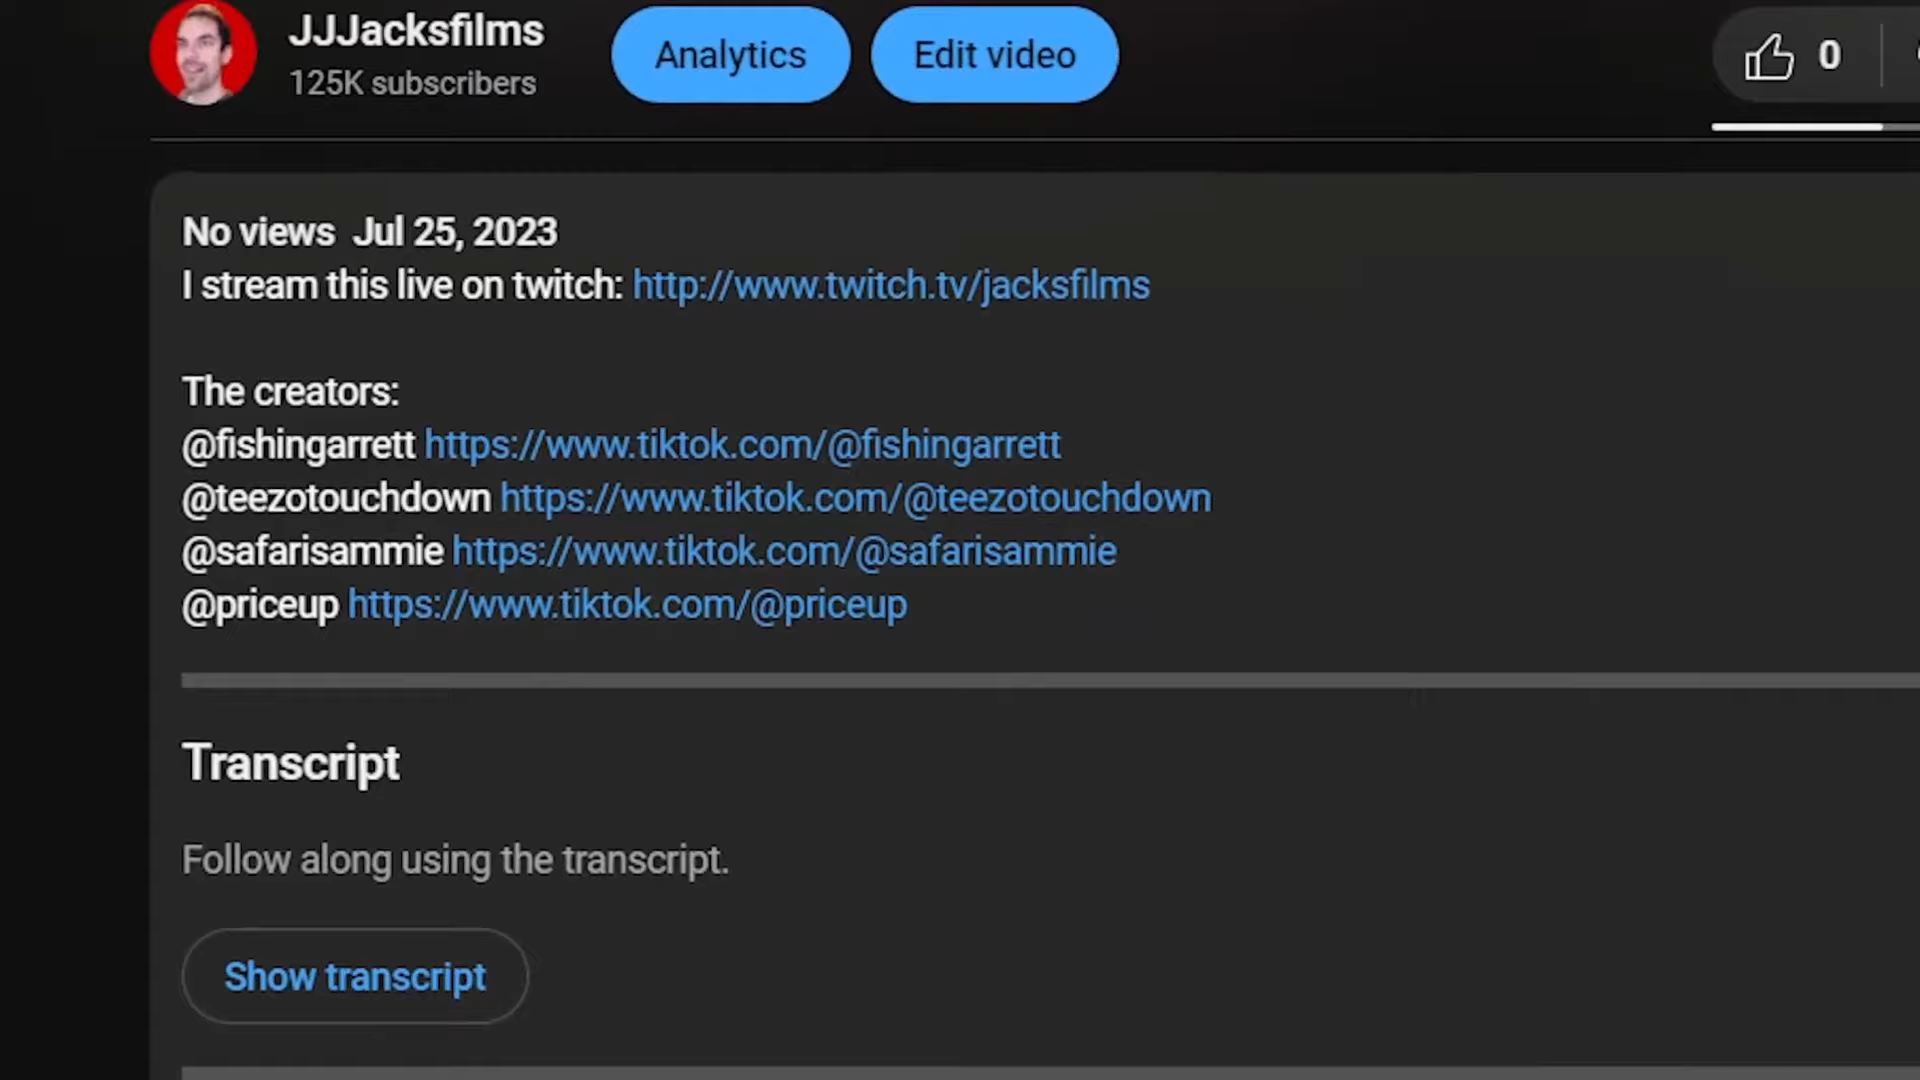 JJJacksfilms
125K subscribers
Analytics
Edit video
0
No views Jul 25, 2023
I stream this live on twitch: http://www.twitch.tv/jacksfilms
The creators:
@fishingarrett https://www.tiktok.com/@fishingarrett
@teezotouchdown https://www.tiktok.com/@teezotouchdown
@safarisammie https://www.tiktok.com/@safarisammie
@priceup https://www.tiktok.com/@priceup
Transcript
Follow along using the transcript.
Show transcript